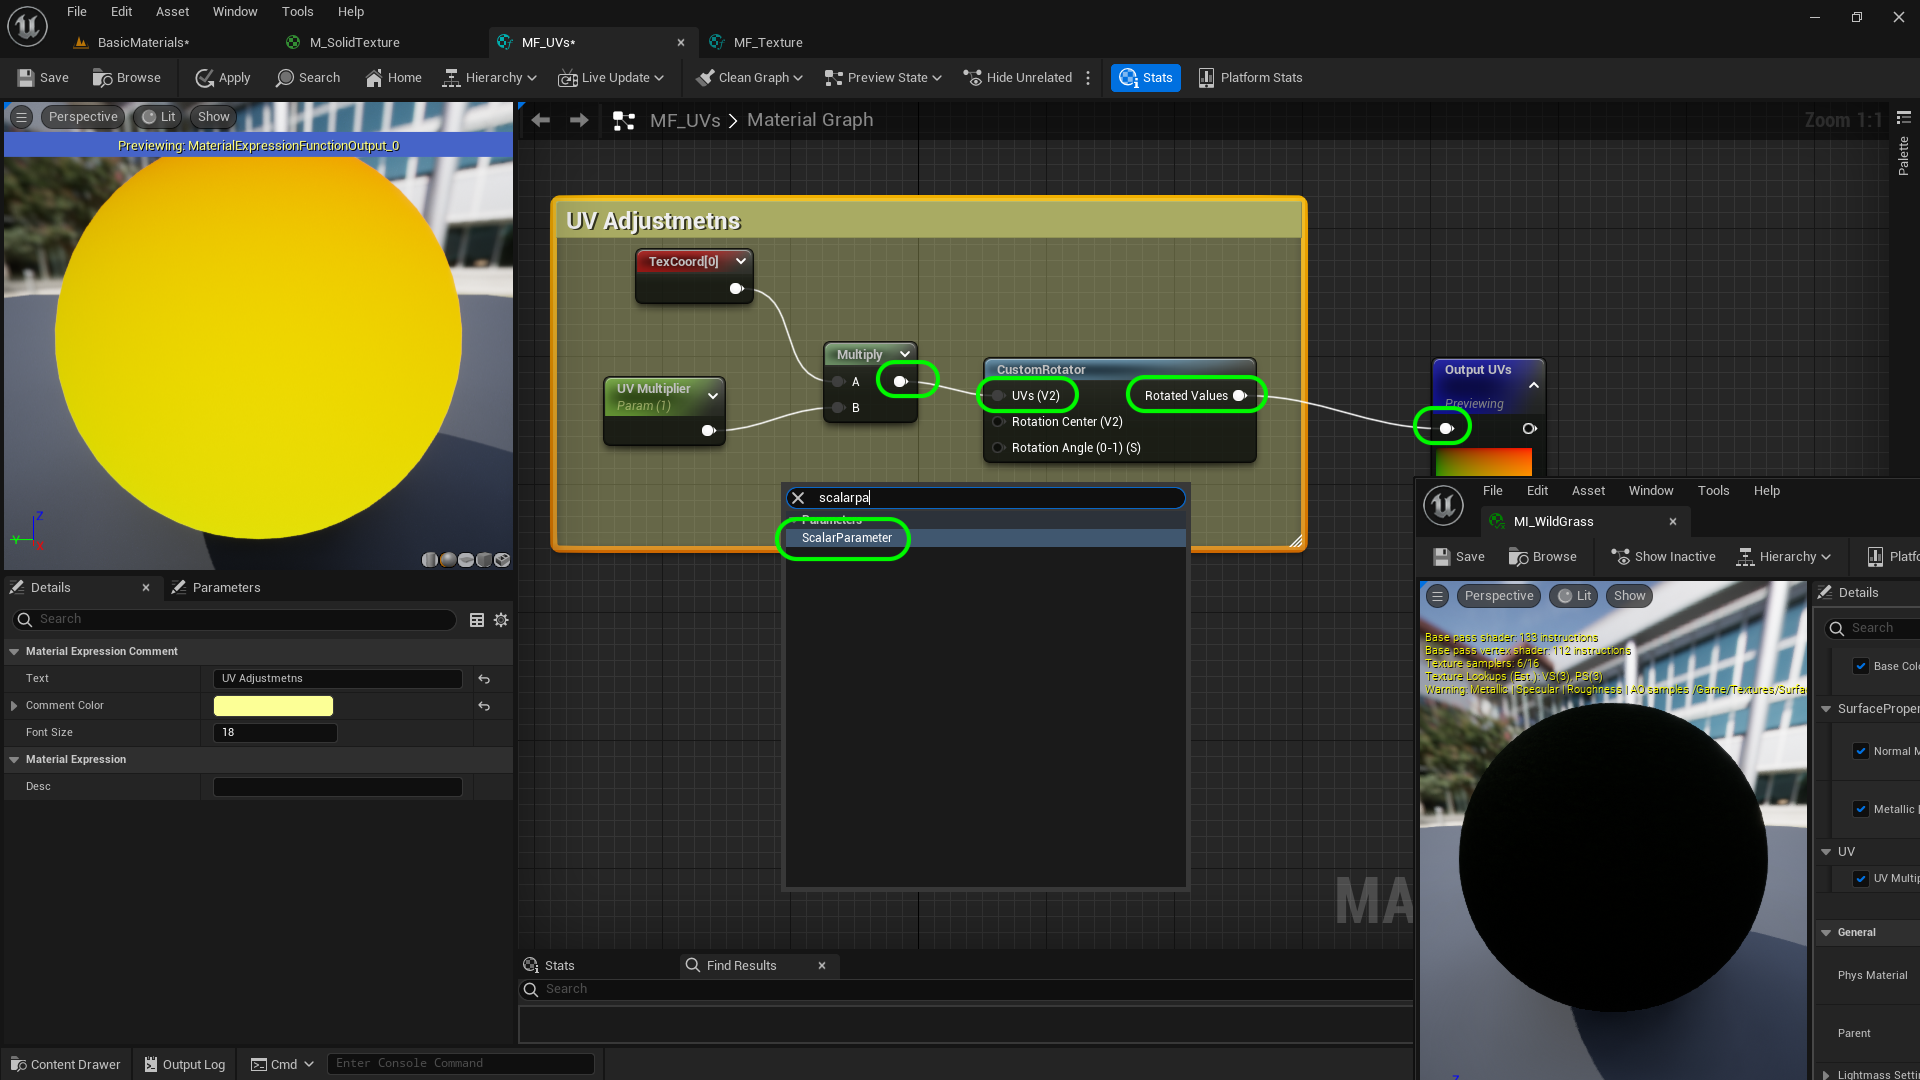 File Edit Asset Window Tools Help
BasicMaterials* M_SolidTexture MF_UVs* MF_Texture
Save Browse Apply Search Home Hierarchy Live Update Clean Graph Preview State Hide Unrelated Stats Platform Stats
Perspective Lit Show
Previewing: MaterialExpressionFunctionOutput_0
MF_UVs > Material Graph
Zoom 1:1
Palette
UV Adjustmetns
TexCoord[0]
UV Multiplier
Param (1)
Multiply
A
B
CustomRotator
UVs (V2) Rotated Values
Rotation Center (V2)
Rotation Angle (0-1) (S)
Output UVs
Previewing
scalarpa
Parameters
ScalarParameter
Z
Y
X
Details Parameters
Search
Material Expression Comment
Text UV Adjustmetns
Comment Color
Font Size 18
Material Expression
Desc
MA
Stats Find Results
Search
Content Drawer Output Log Cmd Enter Console Command
File Edit Asset Window Tools Help
MI_WildGrass
Save Browse Show Inactive Hierarchy Platfo
Perspective Lit Show
Base pass shader: 133 instructions
Base pass vertex shader: 112 instructions
Texture samplers: 6/16
Texture Lookups (Est.): VS(3), PS(3)
Warning: Metallic | Specular | Roughness | AO samples /Game/Textures/Surfa
Z
Details
Search
Base Colo
SurfaceProper
Normal M
Metallic |
UV
UV Multip
General
Phys Material
Parent
Lightmass Setti